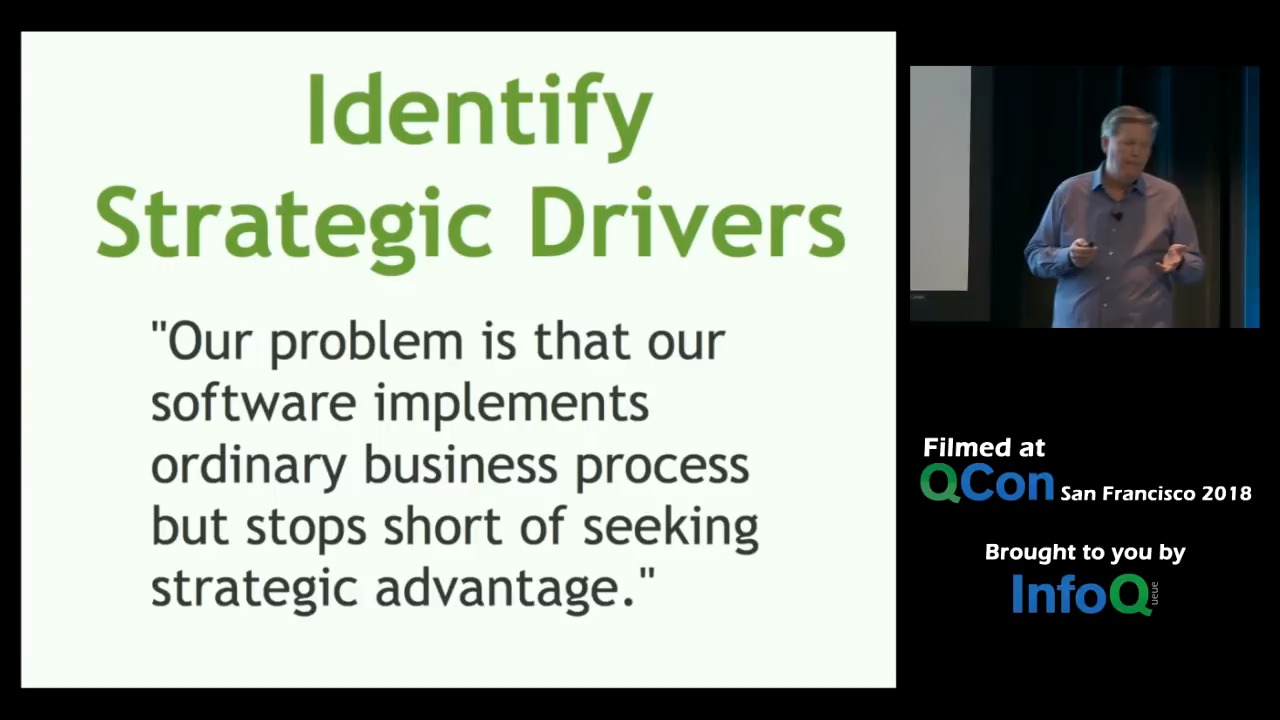 Identify
Strategic Drivers
"Our problem is that our
software implements
ordinary business process
but stops short of seeking
strategic advantage."
Filmed at
QCon San Francisco 2018
Brought to you by
InfoQueue